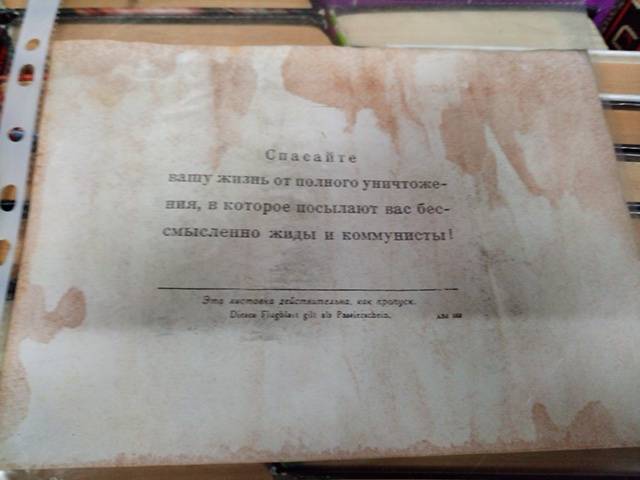 Спасайте
вашу жизнь от полного уничтоже-
ния, в которое посылают вас бес-
смысленно жиды и коммунисты!
Эта листовка действительна, как пропуск.
Dieses Flugblatt gilt als Passierschein.